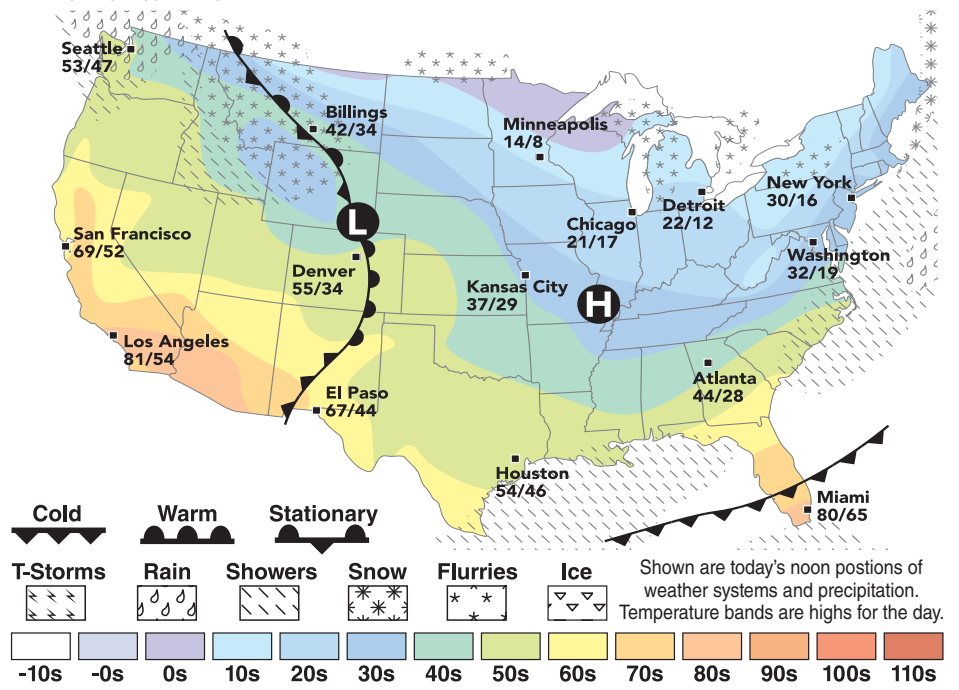 Seattle
53/47
Billings
42/34
Minneapolis
14/8
New York
30/16
Detroit
22/12
Chicago
21/17
San Francisco
69/52
L
Washington
32/19
Denver
55/34
Kansas City
37/29
H
Los Angeles
81/54
Atlanta
44/28
El Paso
67/44
Houston
54/46
Miami
80/65
Cold Warm Stationary
T-Storms Rain Showers Snow Flurries Ice
Shown are today's noon postions of
weather systems and precipitation.
Temperature bands are highs for the day.
-10s -0s 0s 10s 20s 30s 40s 50s 60s 70s 80s 90s 100s 110s